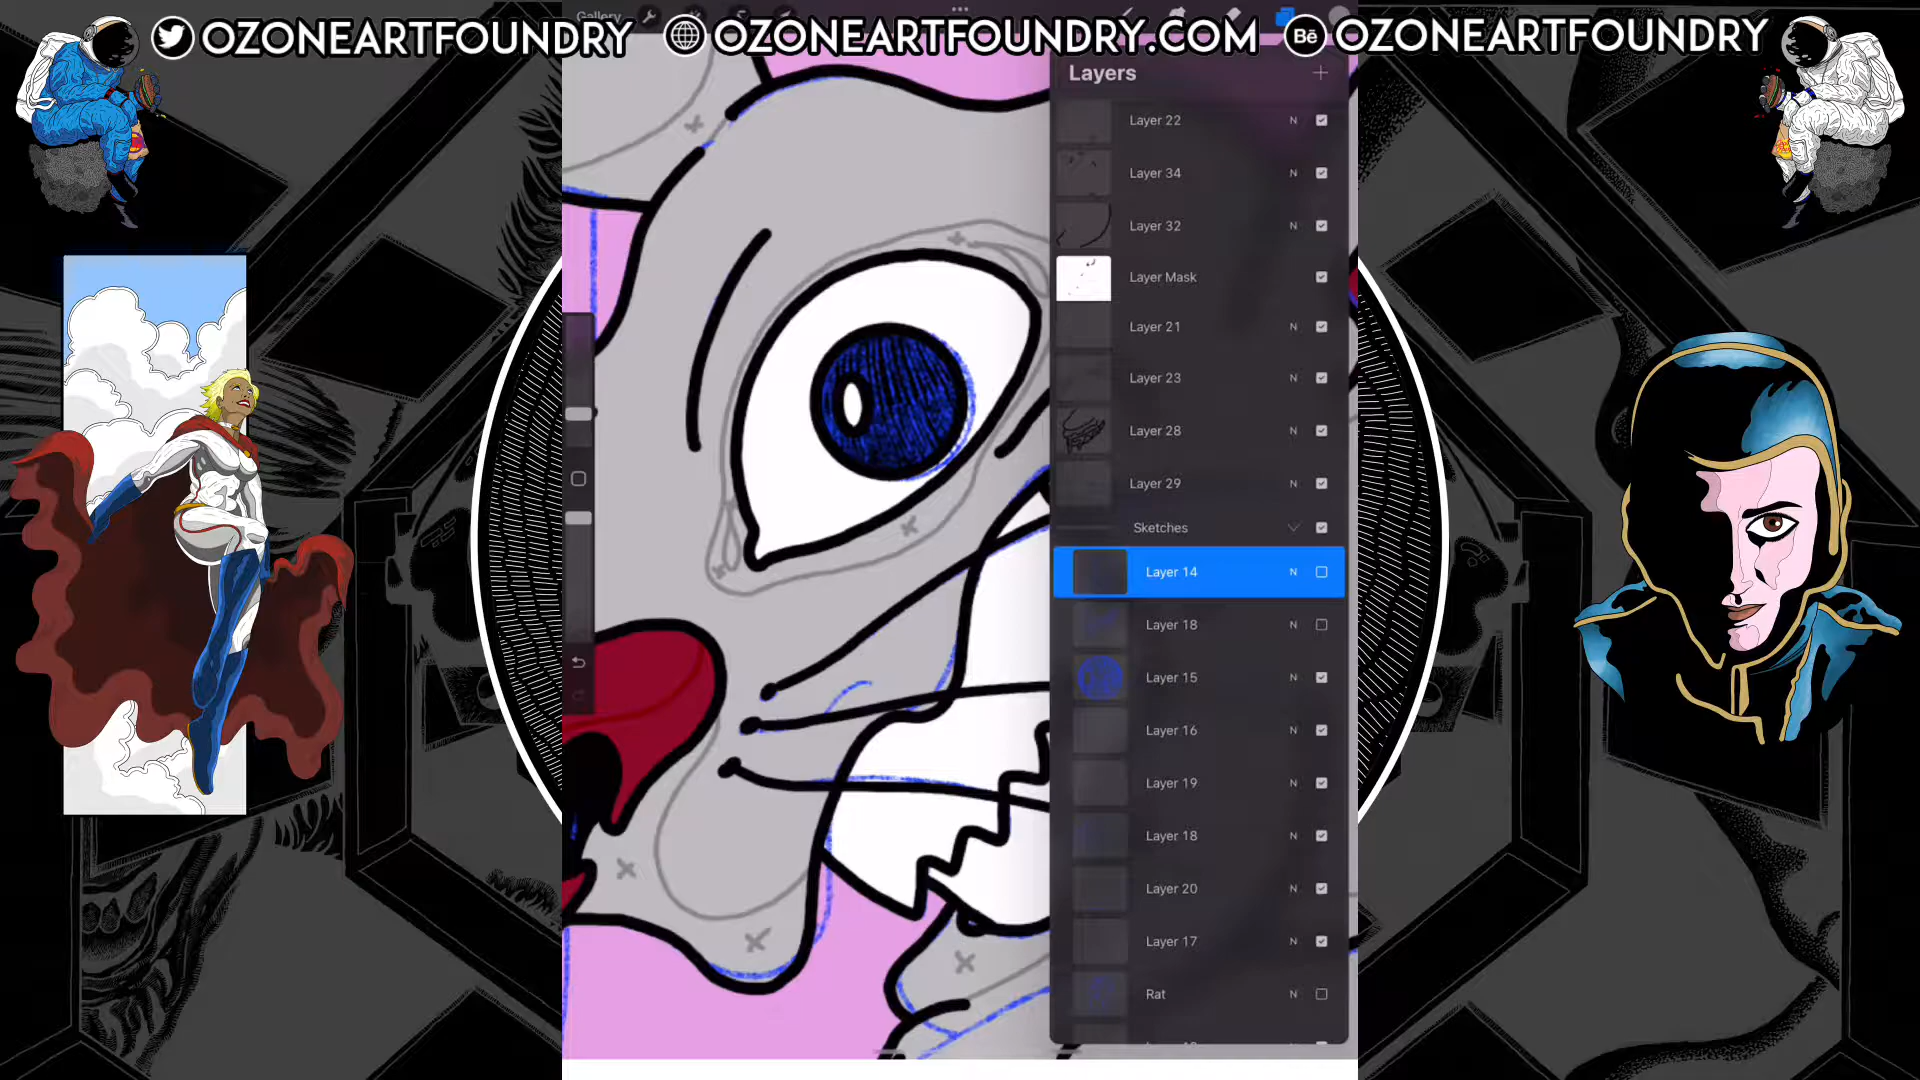 OZONEARTFOUNDRY OZONEARTFOUNDRY.COM Bē OZONEARTFOUNDRY
Gallery
Layers
Layer 22 N
Layer 34 N
Layer 32 N
Layer Mask
Layer 21 N
Layer 23 N
Layer 28 N
Layer 29 N
Sketches
Layer 14 N
Layer 18 N
Layer 15 N
Layer 16 N
Layer 19 N
Layer 18 N
Layer 20 N
Layer 17 N
Rat N